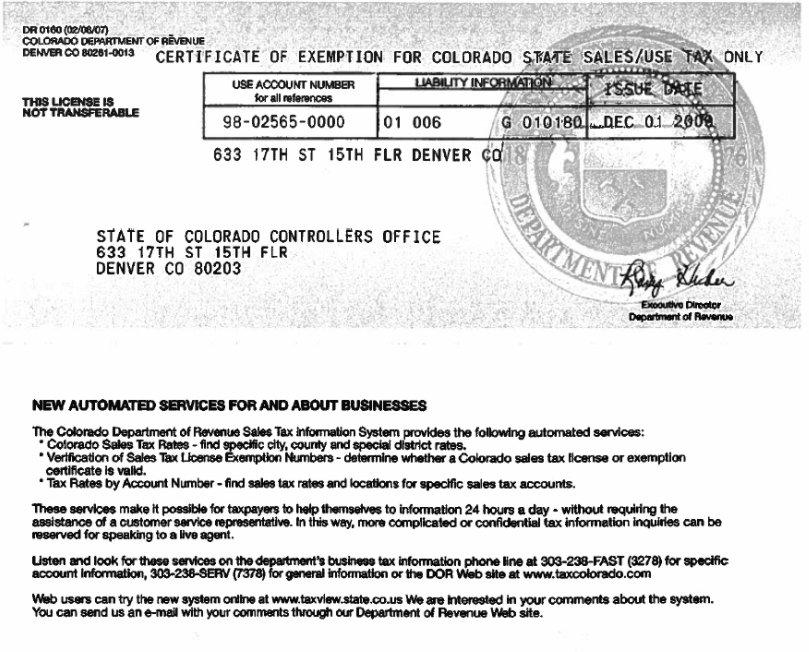 DR 0160 (02/06/07)
COLORADO DEPARTMENT OF REVENUE
DENVER CO 80261-0013
CERTIFICATE OF EXEMPTION FOR COLORADO STATE SALES/USE TAX ONLY
THIS LICENSE IS
NOT TRANSFERABLE
USE ACCOUNT NUMBER
for all references
LIABILITY INFORMATION
ISSUE DATE
98-02565-0000
01 006 G 010180
DEC 01 2009
633 17TH ST 15TH FLR DENVER CO
18 76
DEPARTMENT OF REVENUE
STATE OF COLORADO CONTROLLERS OFFICE
633 17TH ST 15TH FLR
DENVER CO 80203
Executive Director
Department of Revenue
NEW AUTOMATED SERVICES FOR AND ABOUT BUSINESSES
The Colorado Department of Revenue Sales Tax Information System provides the following automated services:
* Colorado Sales Tax Rates - find specific city, county and special district rates.
* Verification of Sales Tax License Exemption Numbers - determine whether a Colorado sales tax license or exemption
certificate is valid.
* Tax Rates by Account Number - find sales tax rates and locations for specific sales tax accounts.
These services make it possible for taxpayers to help themselves to information 24 hours a day - without requiring the
assistance of a customer service representative. In this way, more complicated or confidential tax information inquiries can be
reserved for speaking to a live agent.
Listen and look for these services on the department's business tax information phone line at 303-238-FAST (3278) for specific
account information, 303-238-SERV (7378) for general information or the DOR Web site at www.taxcolorado.com
Web users can try the new system online at www.taxview.state.co.us We are interested in your comments about the system.
You can send us an e-mail with your comments through our Department of Revenue Web site.